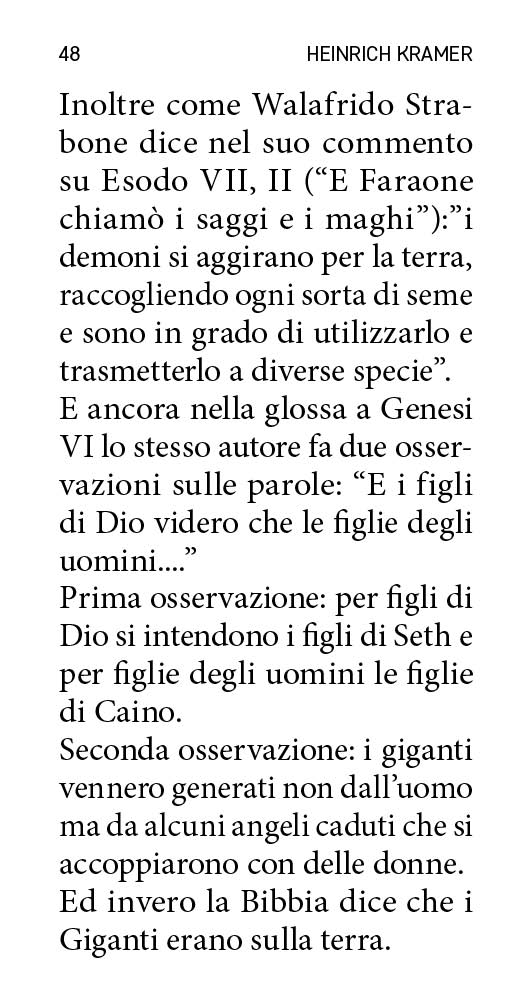 48 HEINRICH KRAMER
Inoltre come Walafrido Stra-
bone dice nel suo commento
su Esodo VII, II (“E Faraone
chiamò i saggi e i maghi”):”i
demoni si aggirano per la terra,
raccogliendo ogni sorta di seme
e sono in grado di utilizzarlo e
trasmetterlo a diverse specie”.
E ancora nella glossa a Genesi
VI lo stesso autore fa due osser-
vazioni sulle parole: “E i figli
di Dio videro che le figlie degli
uomini....”
Prima osservazione: per figli di
Dio si intendono i figli di Seth e
per figlie degli uomini le figlie
di Caino.
Seconda osservazione: i giganti
vennero generati non dall’uomo
ma da alcuni angeli caduti che si
accoppiarono con delle donne.
Ed invero la Bibbia dice che i
Giganti erano sulla terra.